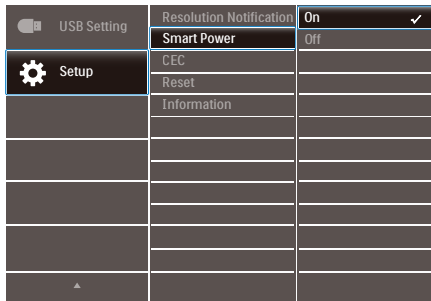 USB Setting
Setup
Resolution Notification
Smart Power
CEC
Reset
Information
On
Off